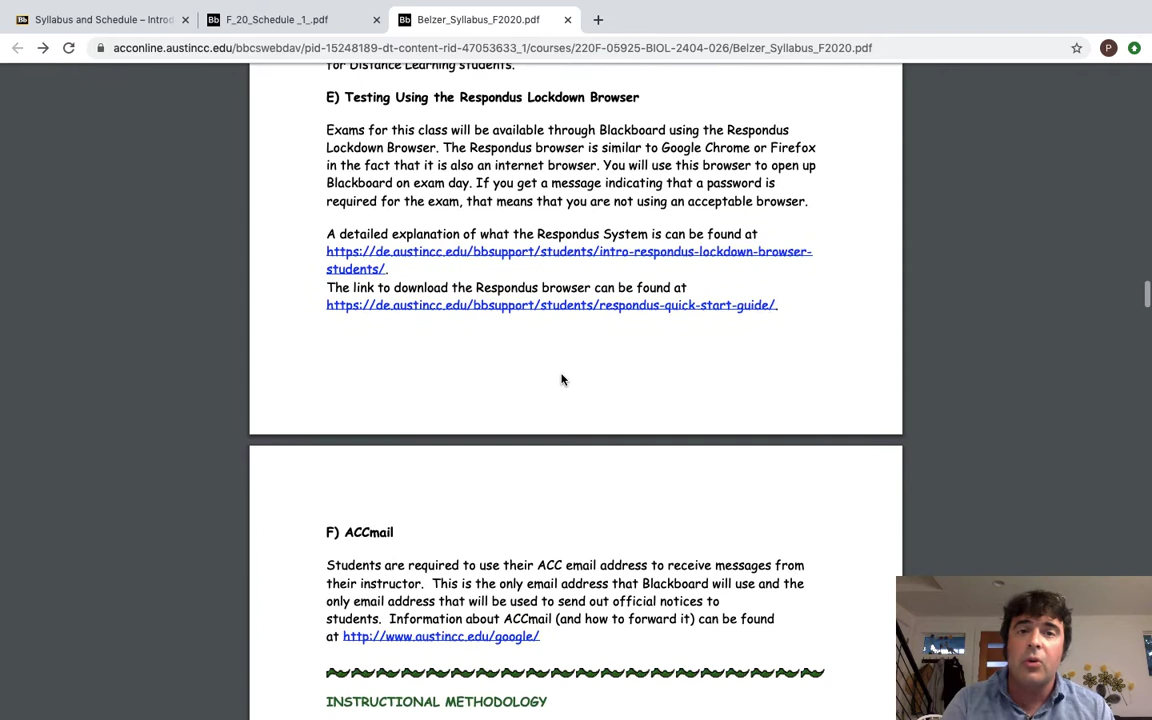 Syllabus and Schedule – Introd
F_20_Schedule _1_.pdf
Belzer_Syllabus_F2020.pdf
acconline.austincc.edu/bbcswebdav/pid-15248189-dt-content-rid-47053633_1/courses/220F-05925-BIOL-2404-026/Belzer_Syllabus_F2020.pdf
P
for Distance Learning students.
E) Testing Using the Respondus Lockdown Browser
Exams for this class will be available through Blackboard using the Respondus
Lockdown Browser. The Respondus browser is similar to Google Chrome or Firefox
in the fact that it is also an internet browser. You will use this browser to open up
Blackboard on exam day. If you get a message indicating that a password is
required for the exam, that means that you are not using an acceptable browser.
A detailed explanation of what the Respondus System is can be found at
https://de.austincc.edu/bbsupport/students/intro-respondus-lockdown-browser-
students/.
The link to download the Respondus browser can be found at
https://de.austincc.edu/bbsupport/students/respondus-quick-start-guide/.
F) ACCmail
Students are required to use their ACC email address to receive messages from
their instructor. This is the only email address that Blackboard will use and the
only email address that will be used to send out official notices to
students. Information about ACCmail (and how to forward it) can be found
at http://www.austincc.edu/google/
INSTRUCTIONAL METHODOLOGY